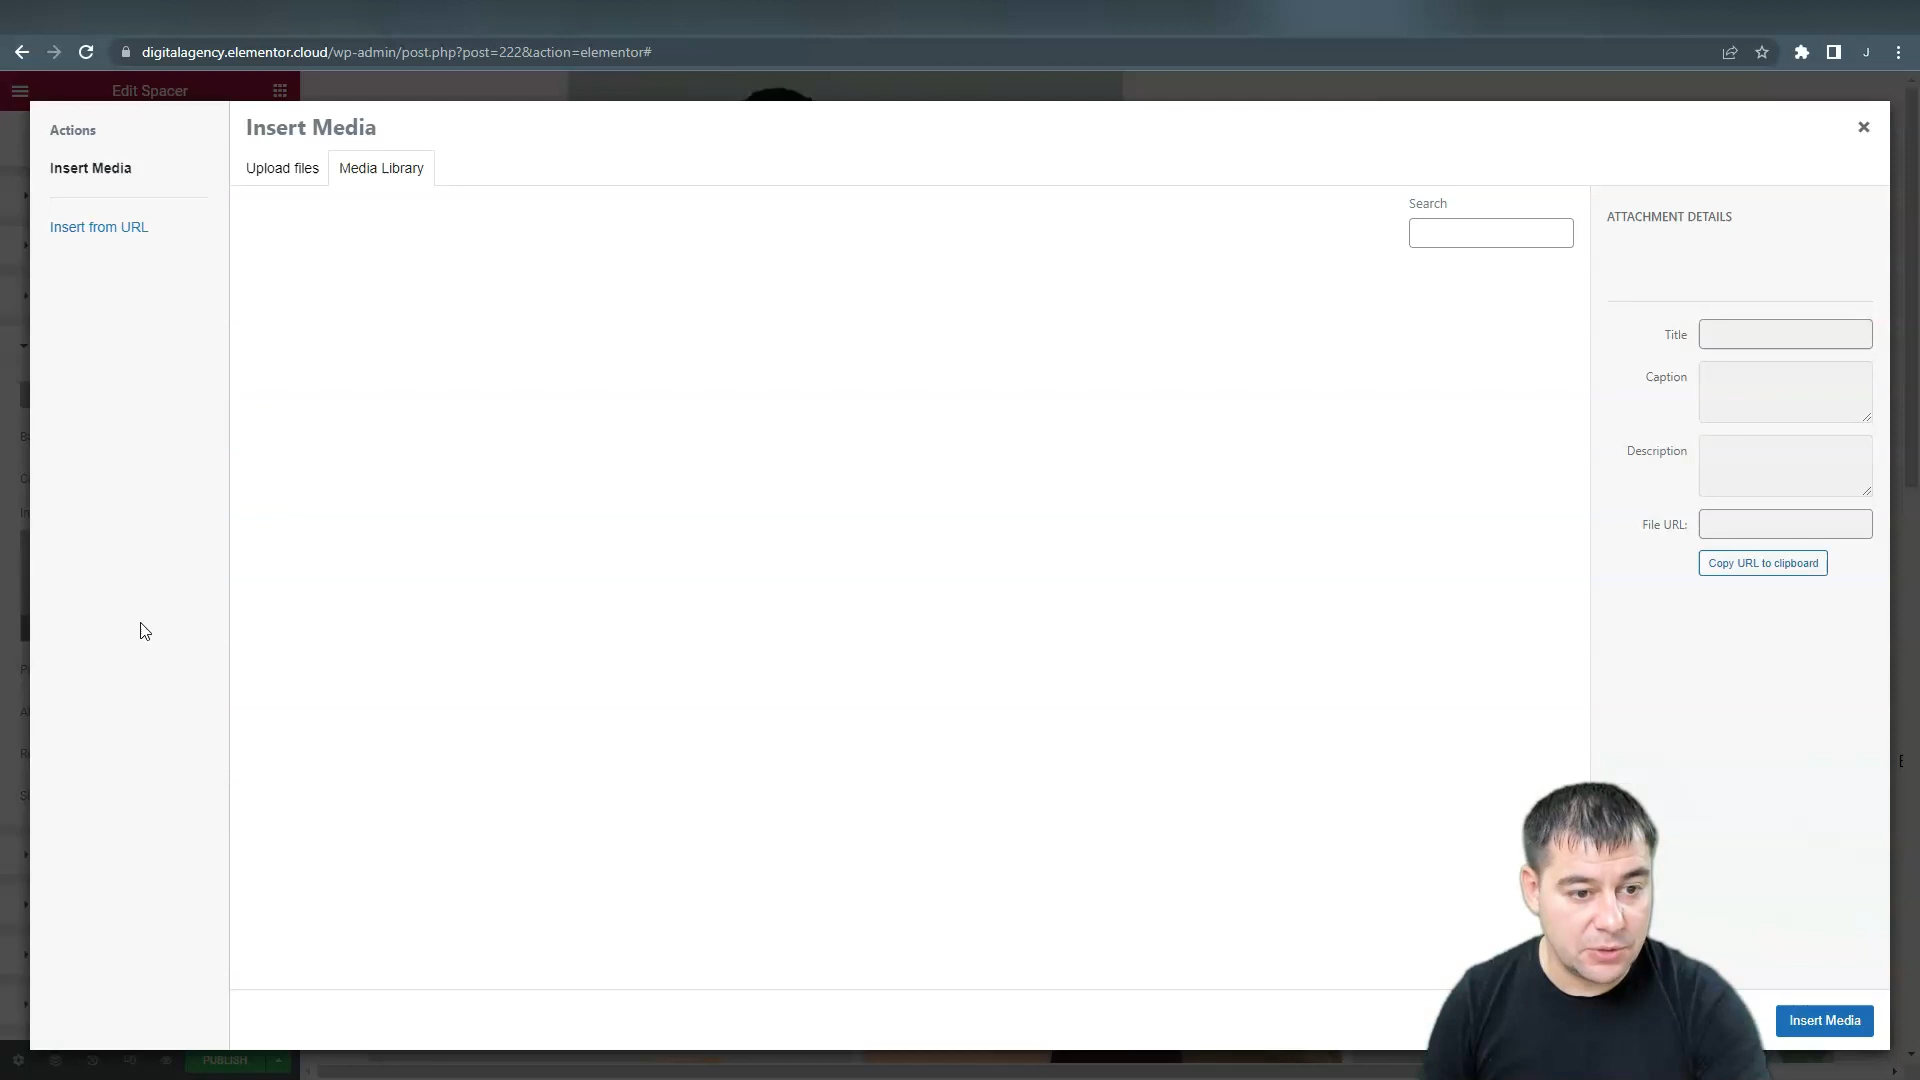 digitalagency.elementor.cloud/wp-admin/post.php?post=222&action=elementor#
J
Edit Spacer
Actions
Insert Media
Insert from URL
Insert Media
Upload files
Media Library
Search
ATTACHMENT DETAILS
Title
Caption
Description
File URL:
Copy URL to clipboard
Insert Media
PUBLISH